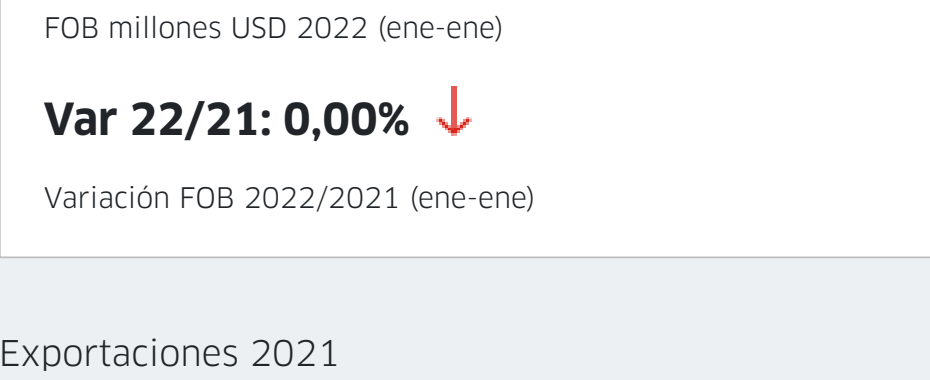 FOB millones USD 2022 (ene-ene)
Var 22/21: 0,00%
Variación FOB 2022/2021 (ene-ene)
Exportaciones 2021